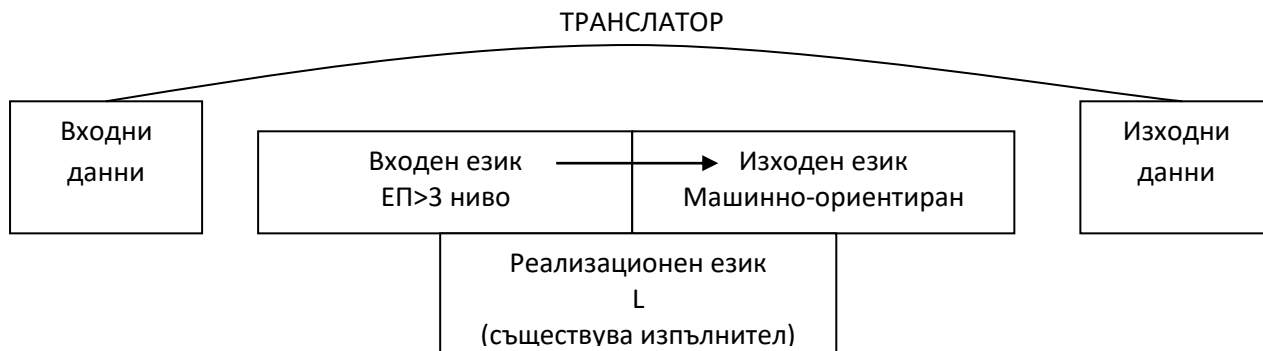 ТРАНСЛАТОР
Входни
данни
Входен език
ЕП>3 ниво
Изходен език
Машинно-ориентиран
Изходни
данни
Реализационен език
L
(съществува изпълнител)